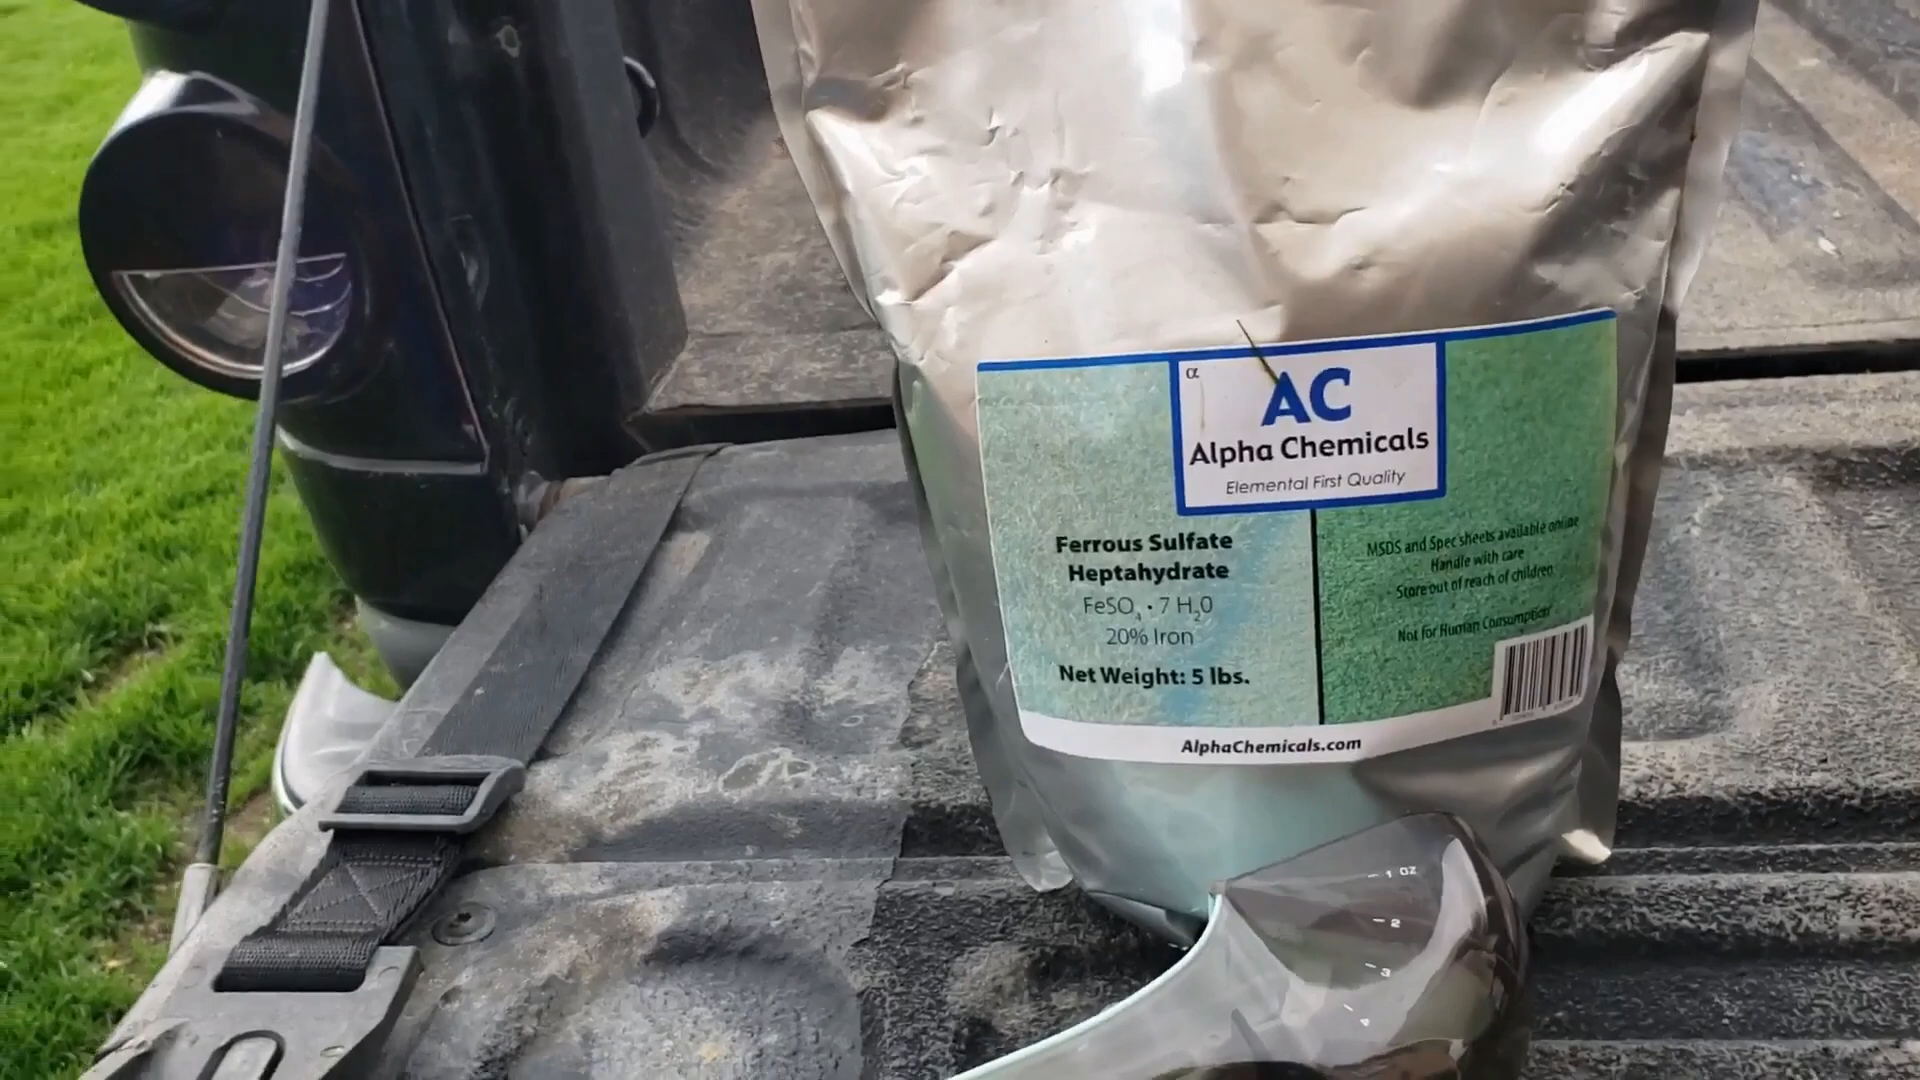 α
AC
Alpha Chemicals
Elemental First Quality
Ferrous Sulfate
Heptahydrate
FeSO₄ • 7 H₂0
20% Iron
Net Weight: 5 lbs.
MSDS and Spec sheets available online
Handle with care
Store out of reach of children
Not for Human Consumption
AlphaChemicals.com
1 OZ
2
3
4